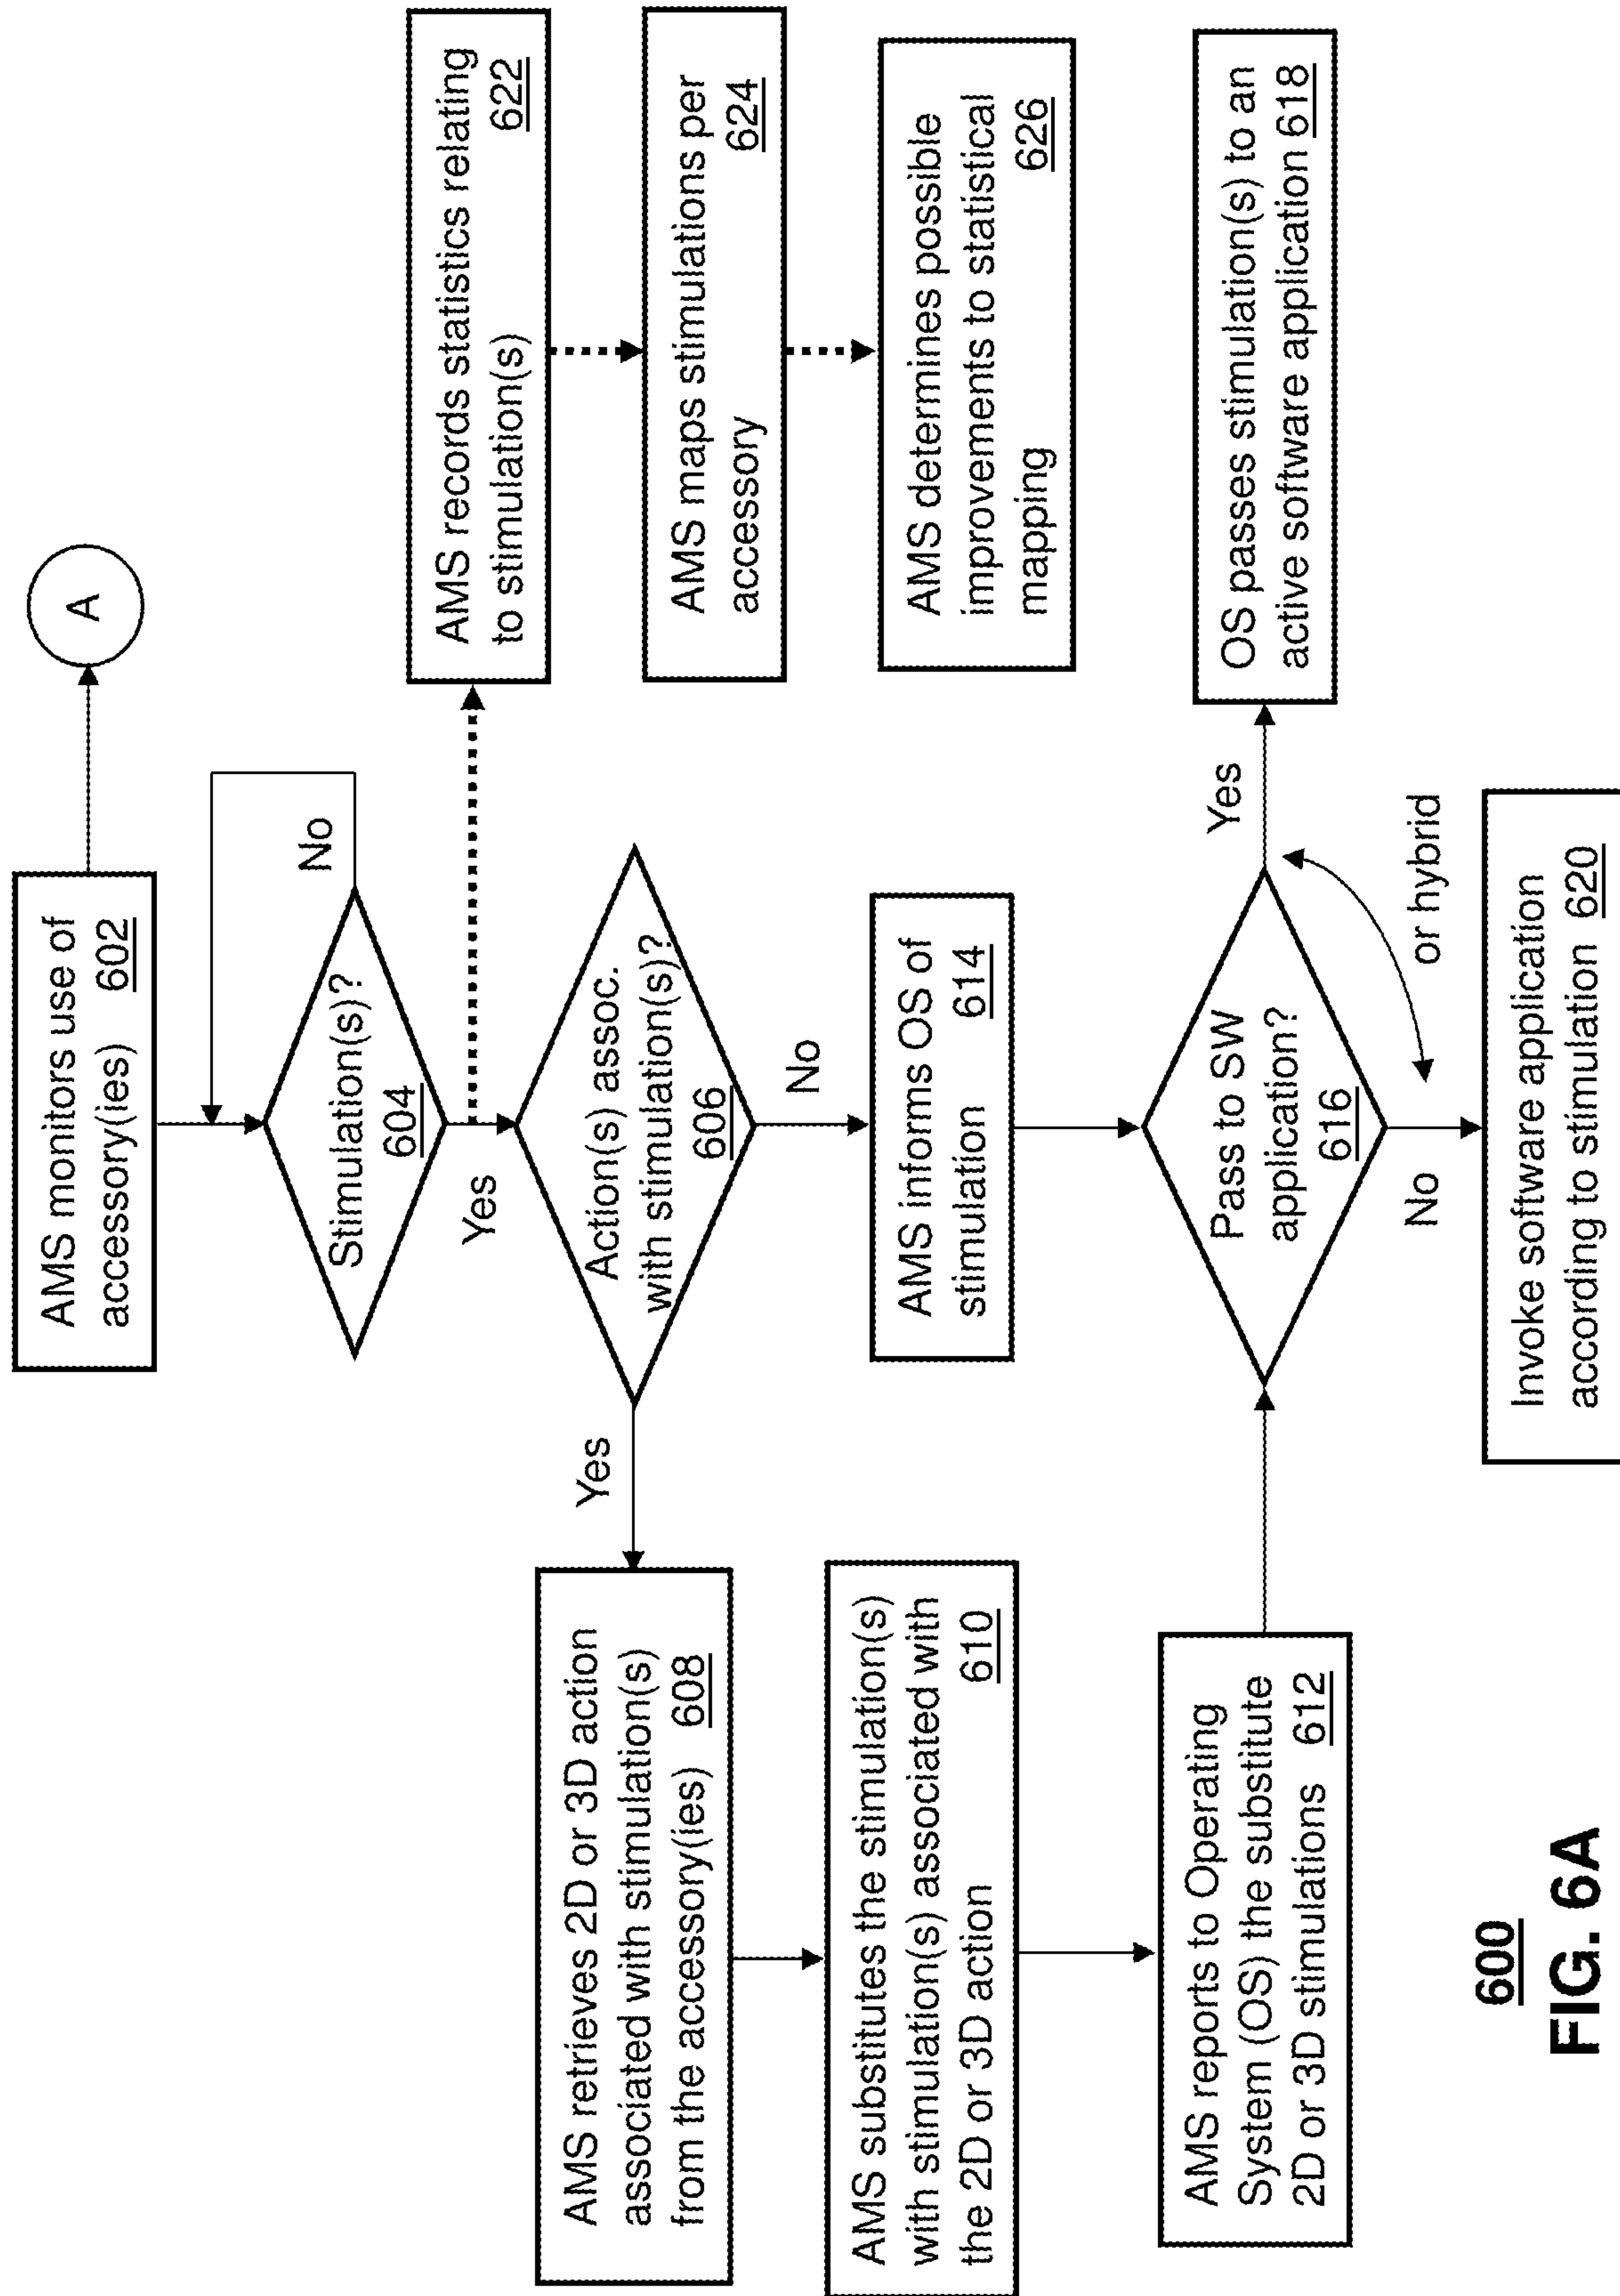 A
AMS monitors use of
accessory(ies) 602
Stimulation(s)?
604
No
Yes
AMS records statistics relating
to stimulation(s) 622
AMS maps stimulations per
accessory 624
AMS determines possible
improvements to statistical
mapping 626
Action(s) assoc.
with stimulation(s)?
606
Yes
No
AMS retrieves 2D or 3D action
associated with stimulation(s)
from the accessory(ies) 608
AMS substitutes the stimulation(s)
with stimulation(s) associated with
the 2D or 3D action 610
AMS reports to Operating
System (OS) the substitute
2D or 3D stimulations 612
AMS informs OS of
stimulation 614
Pass to SW
application?
616
Yes
OS passes stimulation(s) to an
active software application 618
or hybrid
No
Invoke software application
according to stimulation 620
600
FIG. 6A